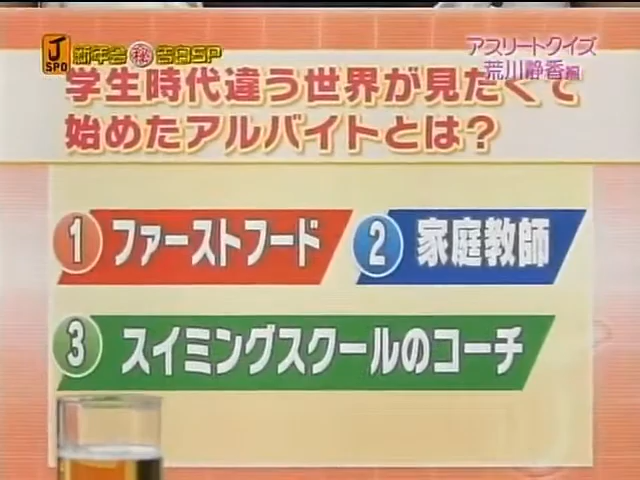 J SPO 新年会㊙告白SP
アスリートクイズ
荒川静香編
学生時代違う世界が見たくて
始めたアルバイトとは？
1 ファーストフード
2 家庭教師
3 スイミングスクールのコーチ